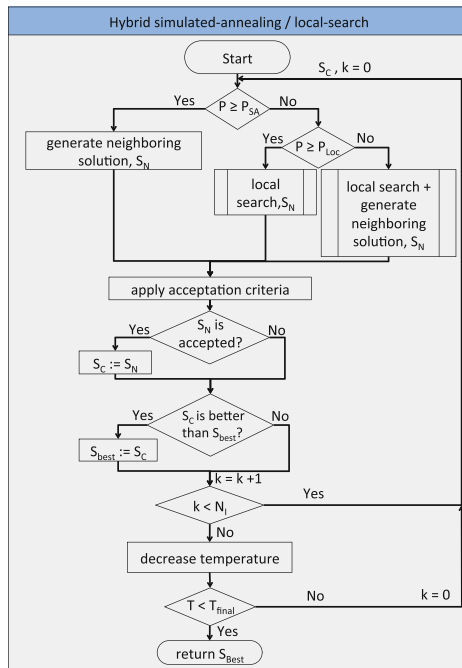 Hybrid simulated-annealing / local-search
Start
S_C , k = 0
P ≥ P_SA
Yes
No
generate neighboring
solution, S_N
P ≥ P_Loc
Yes
No
local
search,S_N
local search +
generate
neighboring
solution, S_N
apply acceptation criteria
S_N is
accepted?
Yes
No
S_C := S_N
S_C is better
than S_best?
Yes
No
S_best := S_C
k = k +1
k < N_I
Yes
No
decrease temperature
T < T_final
No
k = 0
Yes
return S_Best